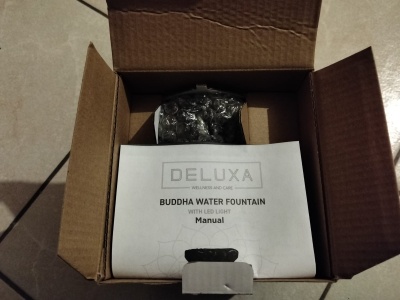 DELUXA
WELLNESS AND CARE
BUDDHA WATER FOUNTAIN
WITH LED LIGHT
Manual